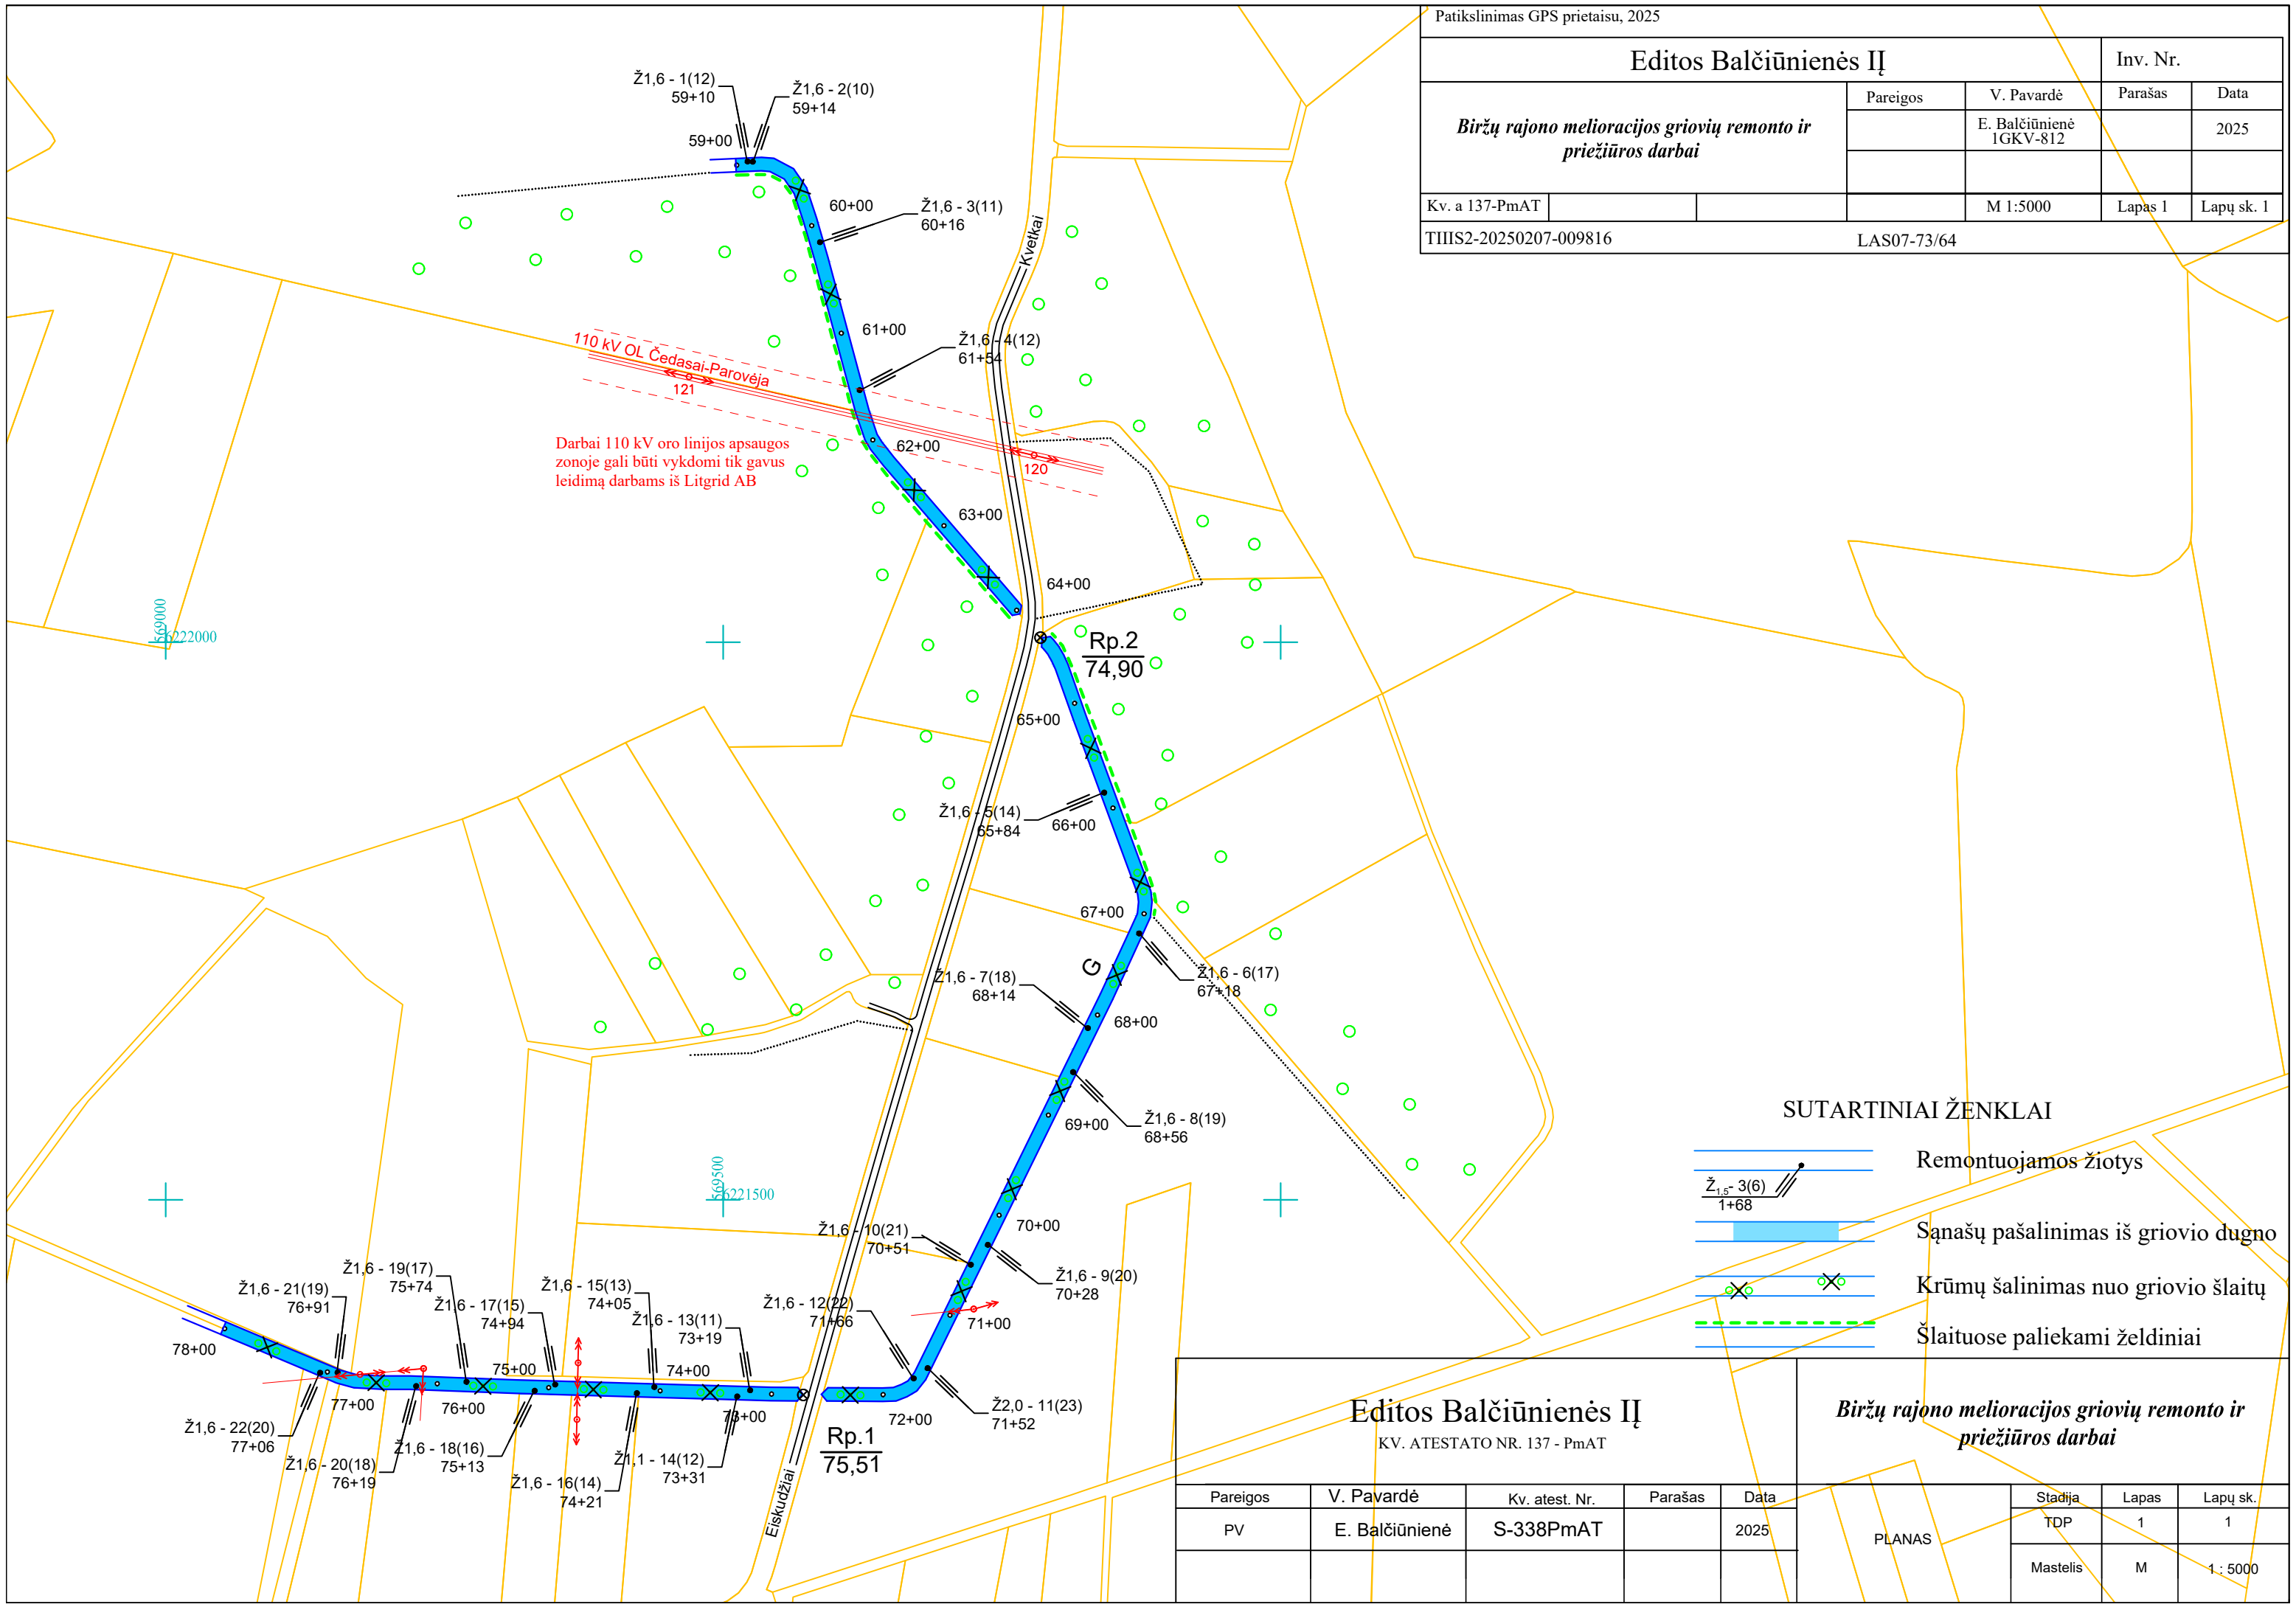 Patikslinimas GPS prietaisu, 2025
Editos Balčiūnienės IĮ
Inv. Nr.
Biržų rajono melioracijos griovių remonto ir
priežiūros darbai
Pareigos
V. Pavardė
Parašas
Data
E. Balčiūnienė
1GKV-812
2025
Kv. a 137-PmAT
M 1:5000
Lapas 1
Lapų sk. 1
TIIIS2-20250207-009816
LAS07-73/64
Ž1,6 - 1(12)
59+10
Ž1,6 - 2(10)
59+14
59+00
60+00
Ž1,6 - 3(11)
60+16
Kvetkai
61+00
Ž1,6 - 4(12)
61+54
110 kV OL Čedasai-Parovėja
121
120
Darbai 110 kV oro linijos apsaugos
zonoje gali būti vykdomi tik gavus
leidimą darbams iš Litgrid AB
62+00
63+00
64+00
569000
6222000
Rp.2
74,90
65+00
Ž1,6 - 5(14)
65+84
66+00
67+00
G
Ž1,6 - 6(17)
67+18
Ž1,6 - 7(18)
68+14
68+00
Ž1,6 - 8(19)
68+56
69+00
569500
6221500
70+00
Ž1,6 - 10(21)
70+51
Ž1,6 - 9(20)
70+28
71+00
Ž1,6 - 12(22)
71+66
Ž2,0 - 11(23)
71+52
72+00
Rp.1
75,51
Eiskudžiai
Ž1,6 - 13(11)
73+19
73+00
Ž1,1 - 14(12)
73+31
74+00
Ž1,6 - 15(13)
74+05
Ž1,6 - 16(14)
74+21
Ž1,6 - 17(15)
74+94
75+00
Ž1,6 - 18(16)
75+13
Ž1,6 - 19(17)
75+74
76+00
Ž1,6 - 20(18)
76+19
Ž1,6 - 21(19)
76+91
77+00
Ž1,6 - 22(20)
77+06
78+00
SUTARTINIAI ŽENKLAI
Ž1,5- 3(6)
1+68
Remontuojamos žiotys
Sąnašų pašalinimas iš griovio dugno
Krūmų šalinimas nuo griovio šlaitų
Šlaituose paliekami želdiniai
Editos Balčiūnienės IĮ
KV. ATESTATO NR. 137 - PmAT
Biržų rajono melioracijos griovių remonto ir
priežiūros darbai
Pareigos
V. Pavardė
Kv. atest. Nr.
Parašas
Data
PV
E. Balčiūnienė
S-338PmAT
2025
PLANAS
Stadija
Lapas
Lapų sk.
TDP
1
1
Mastelis
M
1 : 5000